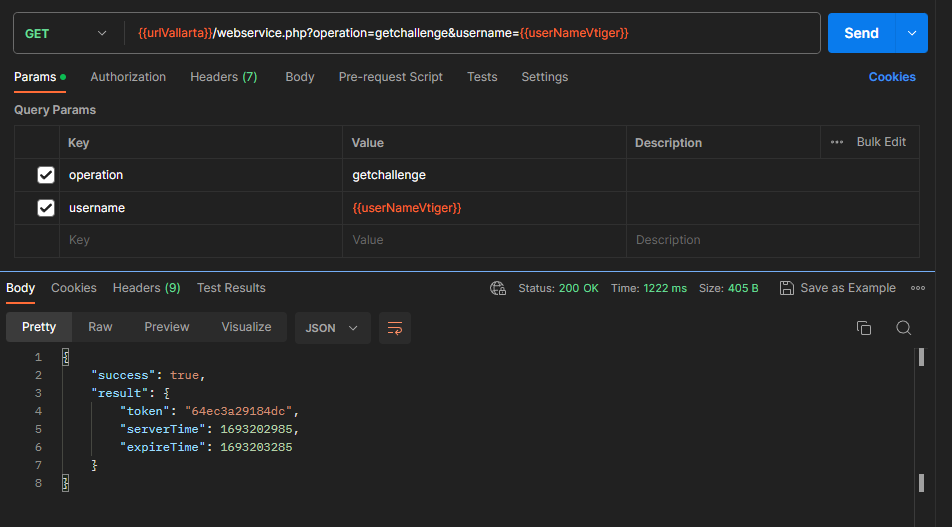 GET {{urlVallarta}}/webservice.php?operation=getchallenge&username={{userNameVtiger}} Send
Params Authorization Headers (7) Body Pre-request Script Tests Settings Cookies
Query Params
Key Value Description ••• Bulk Edit
operation getchallenge
username {{userNameVtiger}}
Key Value Description
Body Cookies Headers (9) Test Results Status: 200 OK Time: 1222 ms Size: 405 B Save as Example •••
Pretty Raw Preview Visualize JSON
1 {
2 "success": true,
3 "result": {
4 "token": "64ec3a29184dc",
5 "serverTime": 1693202985,
6 "expireTime": 1693203285
7 }
8 }